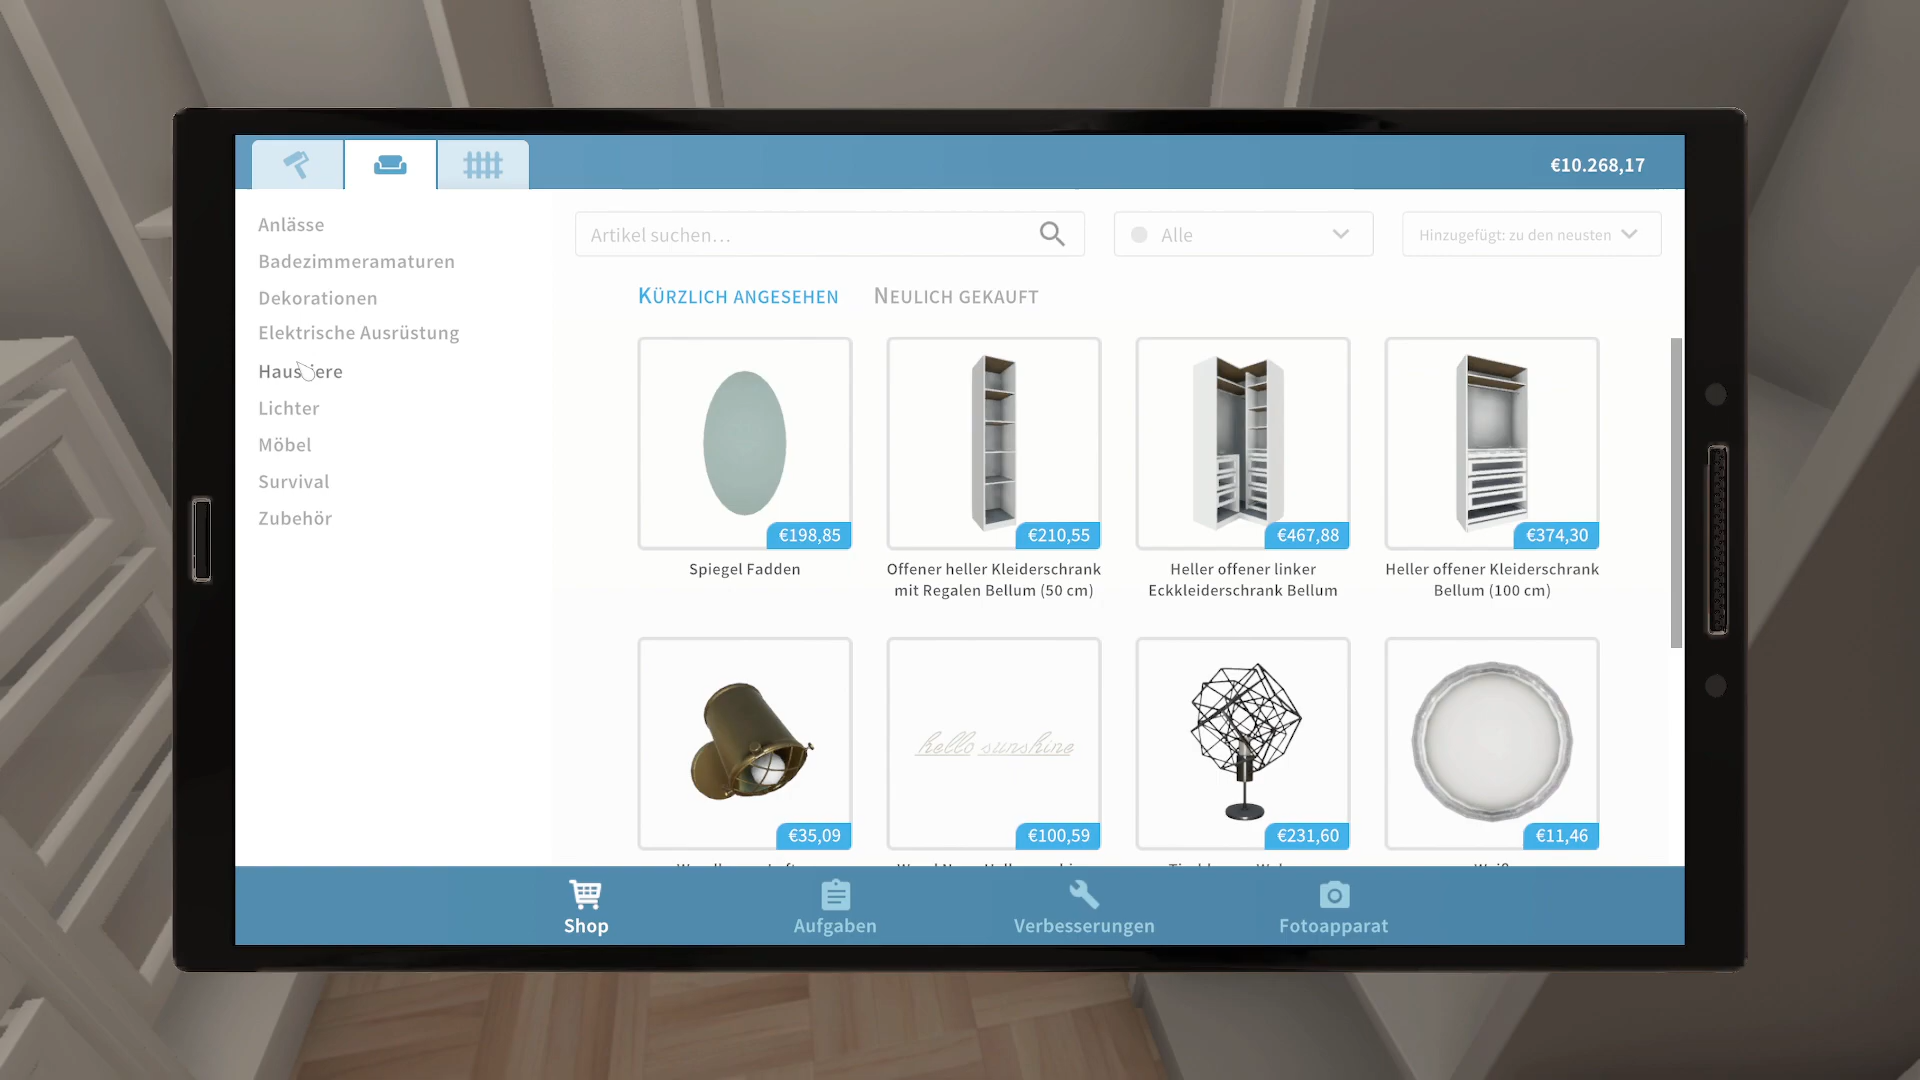 €10.268,17
Anlässe
Badezimmeramaturen
Dekorationen
Elektrische Ausrüstung
Haustiere
Lichter
Möbel
Survival
Zubehör
Artikel suchen...
Alle
Hinzugefügt: zu den neusten
KÜRZLICH ANGESEHEN
NEULICH GEKAUFT
€198,85
€210,55
€467,88
€374,30
Spiegel Fadden
Offener heller Kleiderschrank
mit Regalen Bellum (50 cm)
Heller offener linker
Eckkleiderschrank Bellum
Heller offener Kleiderschrank
Bellum (100 cm)
hello sunshine
€35,09
€100,59
€231,60
€11,46
Shop
Aufgaben
Verbesserungen
Fotoapparat